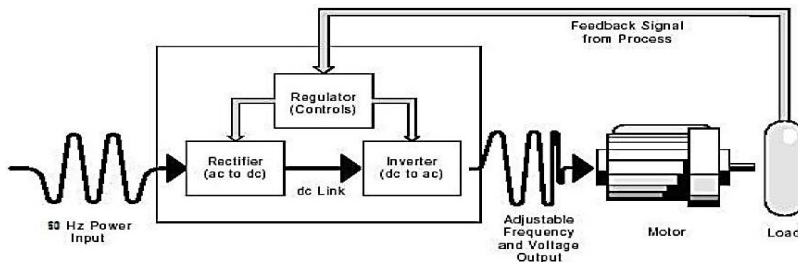 Feedback Signal
from Process
Regulator
(Controls)
Rectifier
(ac to dc)
dc Link
Inverter
(dc to ac)
Hz Power
Input
Adjustable
Frequency
and Voltage
Output
Motor
Load